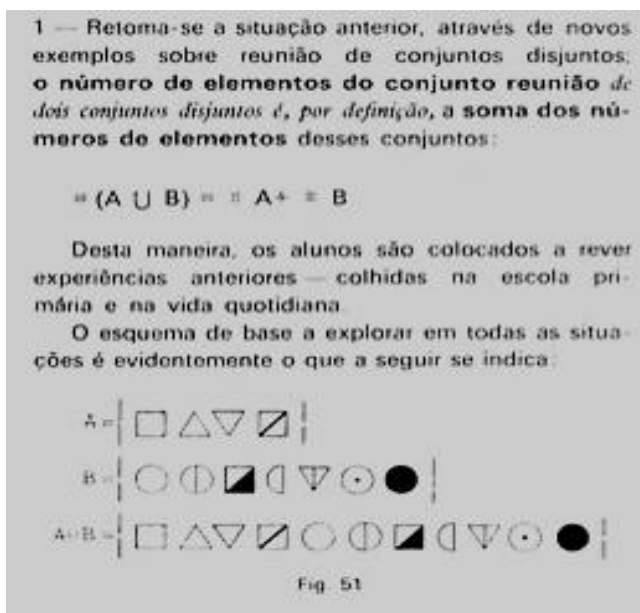 1 — Retoma-se a situação anterior, através de novos
exemplos sobre reunião de conjuntos disjuntos;
o número de elementos do conjunto reunião de
dois conjuntos disjuntos é, por definição, a soma dos nú-
meros de elementos desses conjuntos:
# (A ∪ B) = # A + # B
Desta maneira, os alunos são colocados a rever
experiências anteriores — colhidas na escola pri-
mária e na vida quotidiana
O esquema de base a explorar em todas as situa-
ções é evidentemente o que a seguir se indica:
A =
B =
A∪B =
Fig. 51